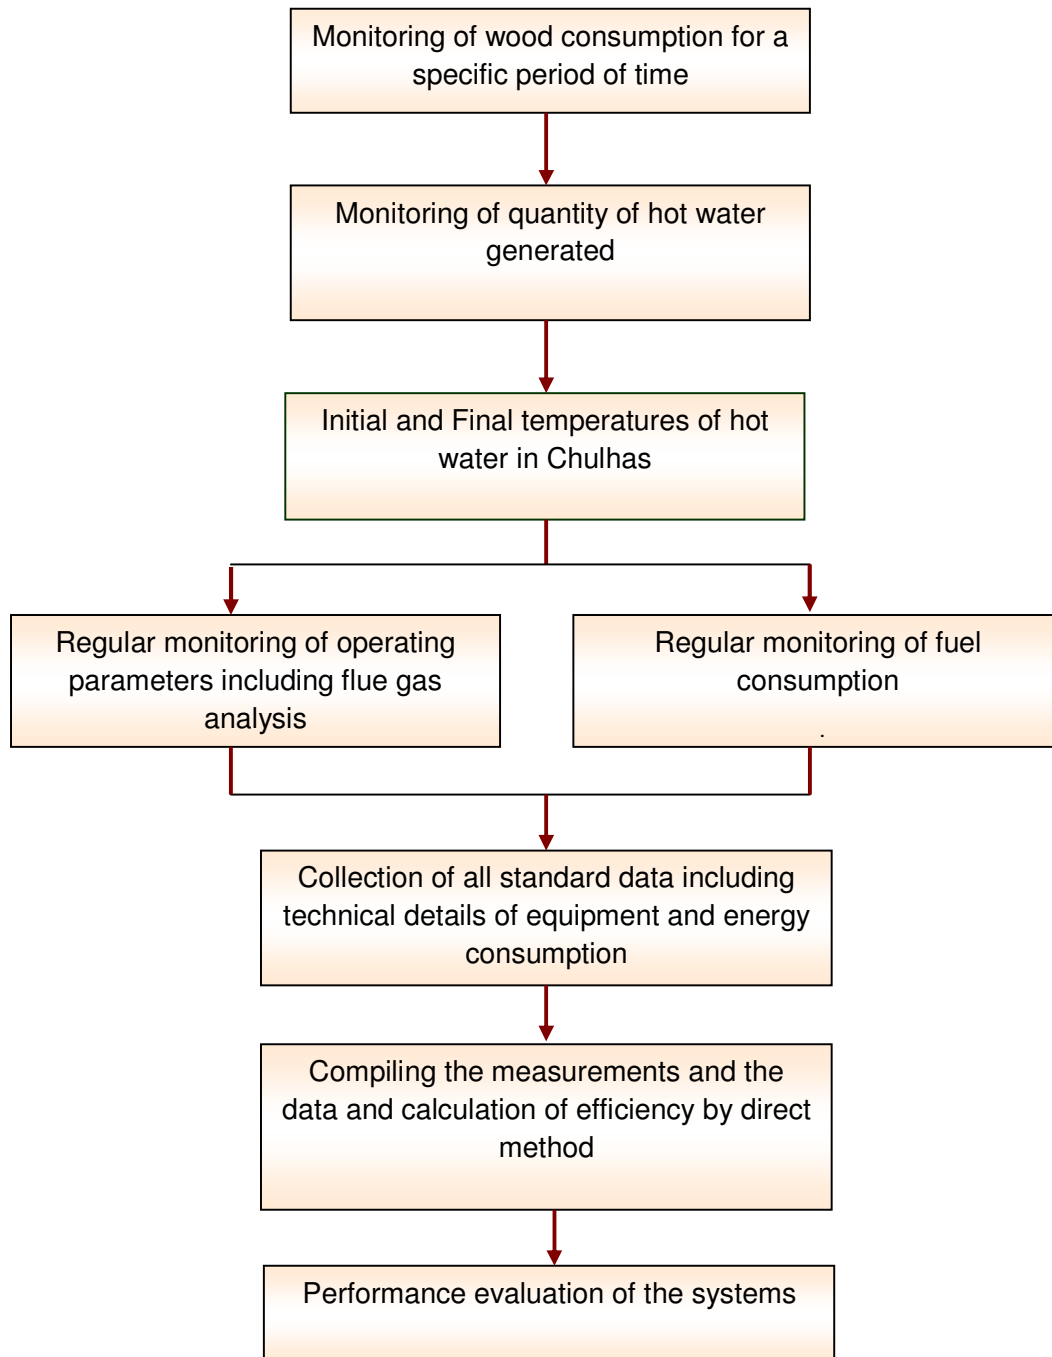 Monitoring of wood consumption for a
specific period of time
Monitoring of quantity of hot water
generated
Initial and Final temperatures of hot
water in Chulhas
Regular monitoring of operating
parameters including flue gas
analysis
Regular monitoring of fuel
consumption
.
Collection of all standard data including
technical details of equipment and energy
consumption
Compiling the measurements and the
data and calculation of efficiency by direct
method
Performance evaluation of the systems